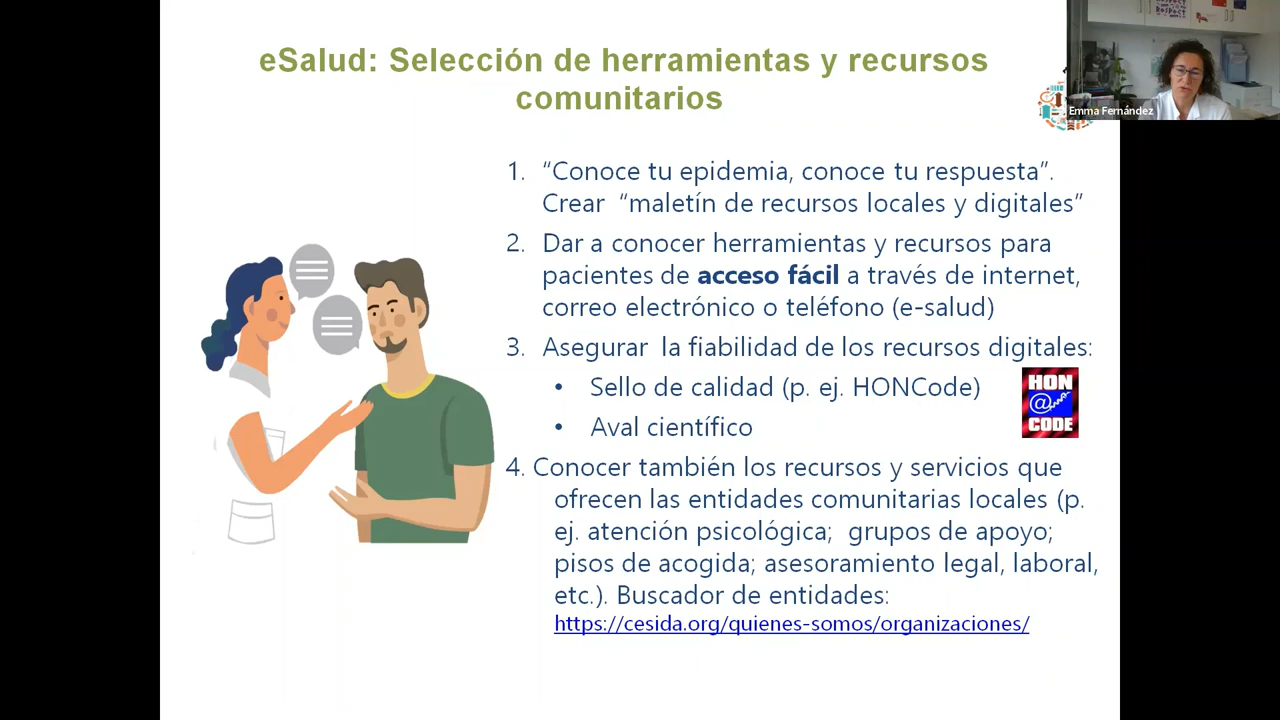 eSalud: Selección de herramientas y recursos
comunitarios
Emma Fernández
1. “Conoce tu epidemia, conoce tu respuesta”.
Crear “maletín de recursos locales y digitales”
2. Dar a conocer herramientas y recursos para
pacientes de acceso fácil a través de internet,
correo electrónico o teléfono (e-salud)
3. Asegurar la fiabilidad de los recursos digitales:
• Sello de calidad (p. ej. HONCode)
• Aval científico
HON
@
CODE
4. Conocer también los recursos y servicios que
ofrecen las entidades comunitarias locales (p.
ej. atención psicológica; grupos de apoyo;
pisos de acogida; asesoramiento legal, laboral,
etc.). Buscador de entidades:
https://cesida.org/quienes-somos/organizaciones/